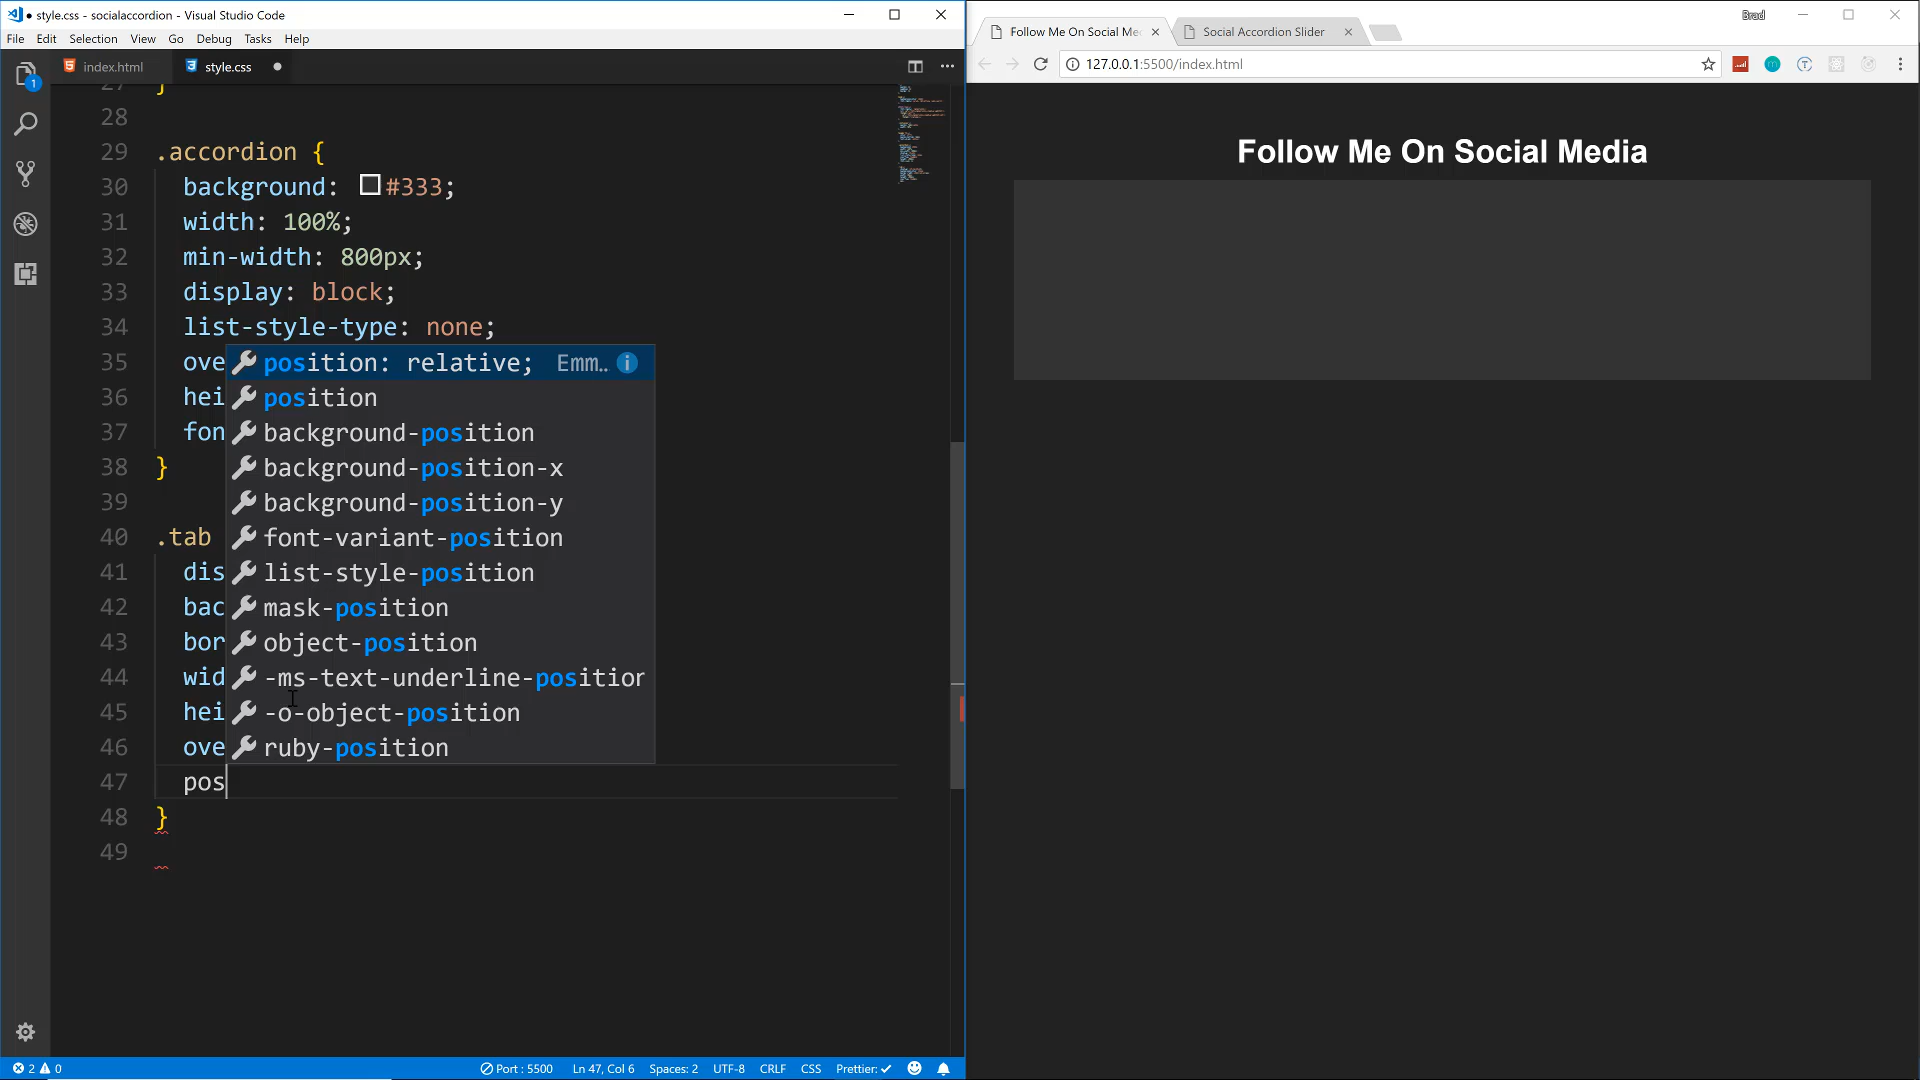 style.css - socialaccordion - Visual Studio Code
File Edit Selection View Go Debug Tasks Help
index.html
style.css
1
28
29 .accordion {
30 background: #333;
31 width: 100%;
32 min-width: 800px;
33 display: block;
34 list-style-type: none;
35 ove
36 hei
37 fon
38 }
39
40 .tab
41 dis
42 bac
43 bor
44 wid
45 hei
46 ove
47 pos
48 }
49
position: relative; Emm..
position
background-position
background-position-x
background-position-y
font-variant-position
list-style-position
mask-position
object-position
-ms-text-underline-position
-o-object-position
ruby-position
2 0
Port : 5500
Ln 47, Col 6
Spaces: 2
UTF-8
CRLF
CSS
Prettier: ✓
Brad
Follow Me On Social Me
Social Accordion Slider
127.0.0.1:5500/index.html
Follow Me On Social Media